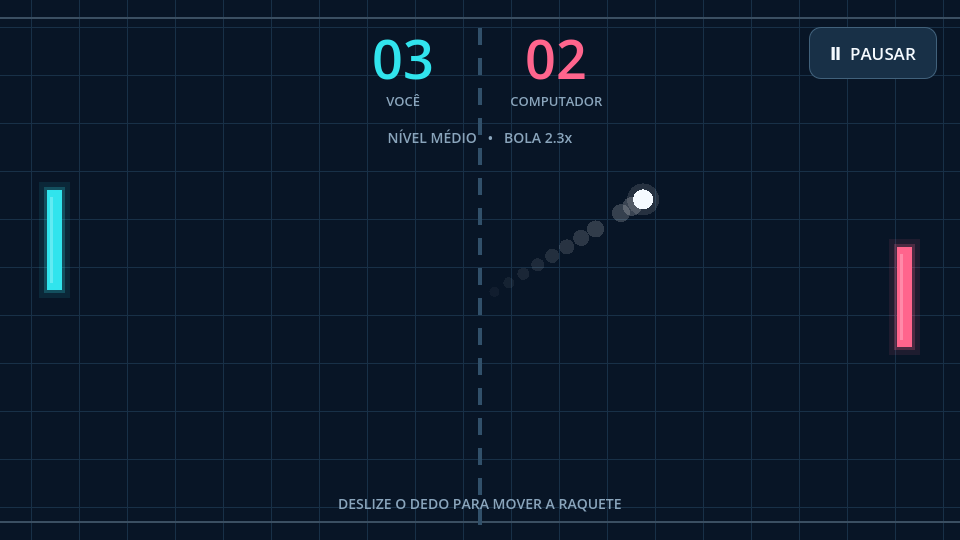 03
VOCÊ
02
COMPUTADOR
PAUSAR
NÍVEL MÉDIO • BOLA 2.3x
DESLIZE O DEDO PARA MOVER A RAQUETE